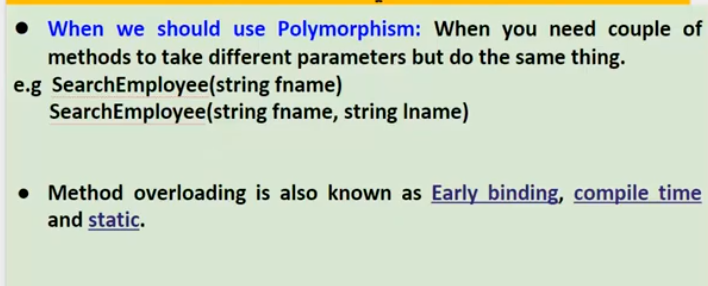 ● When we should use Polymorphism: When you need couple of
methods to take different parameters but do the same thing.
e.g SearchEmployee(string fname)
SearchEmployee(string fname, string lname)
● Method overloading is also known as Early binding, compile time
and static.